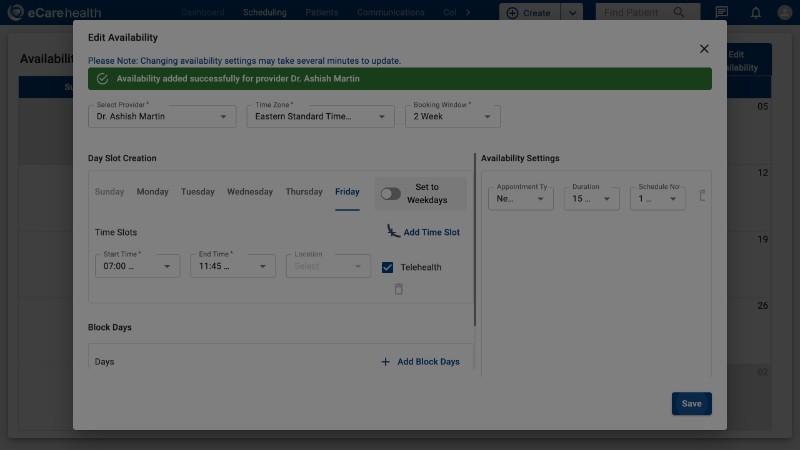 eCarehealth
Dashboard Scheduling Patients Communications
Create
Find Patient
Edit Availability
Please Note: Changing availability settings may take several minutes to update.
Availability added successfully for provider Dr. Ashish Martin
Select Provider *
Dr. Ashish Martin
Time Zone *
Eastern Standard Time...
Booking Window *
2 Week
Day Slot Creation
Sunday Monday Tuesday Wednesday Thursday Friday
Set to
Weekdays
Time Slots
Add Time Slot
Start Time *
07:00 ...
End Time *
11:45 ...
Location
Select
Telehealth
Block Days
Days
Add Block Days
Availability Settings
Appointment Ty
Ne...
Duration
15 ...
Schedule No
1 ...
Save
Edit
05
12
19
26
02